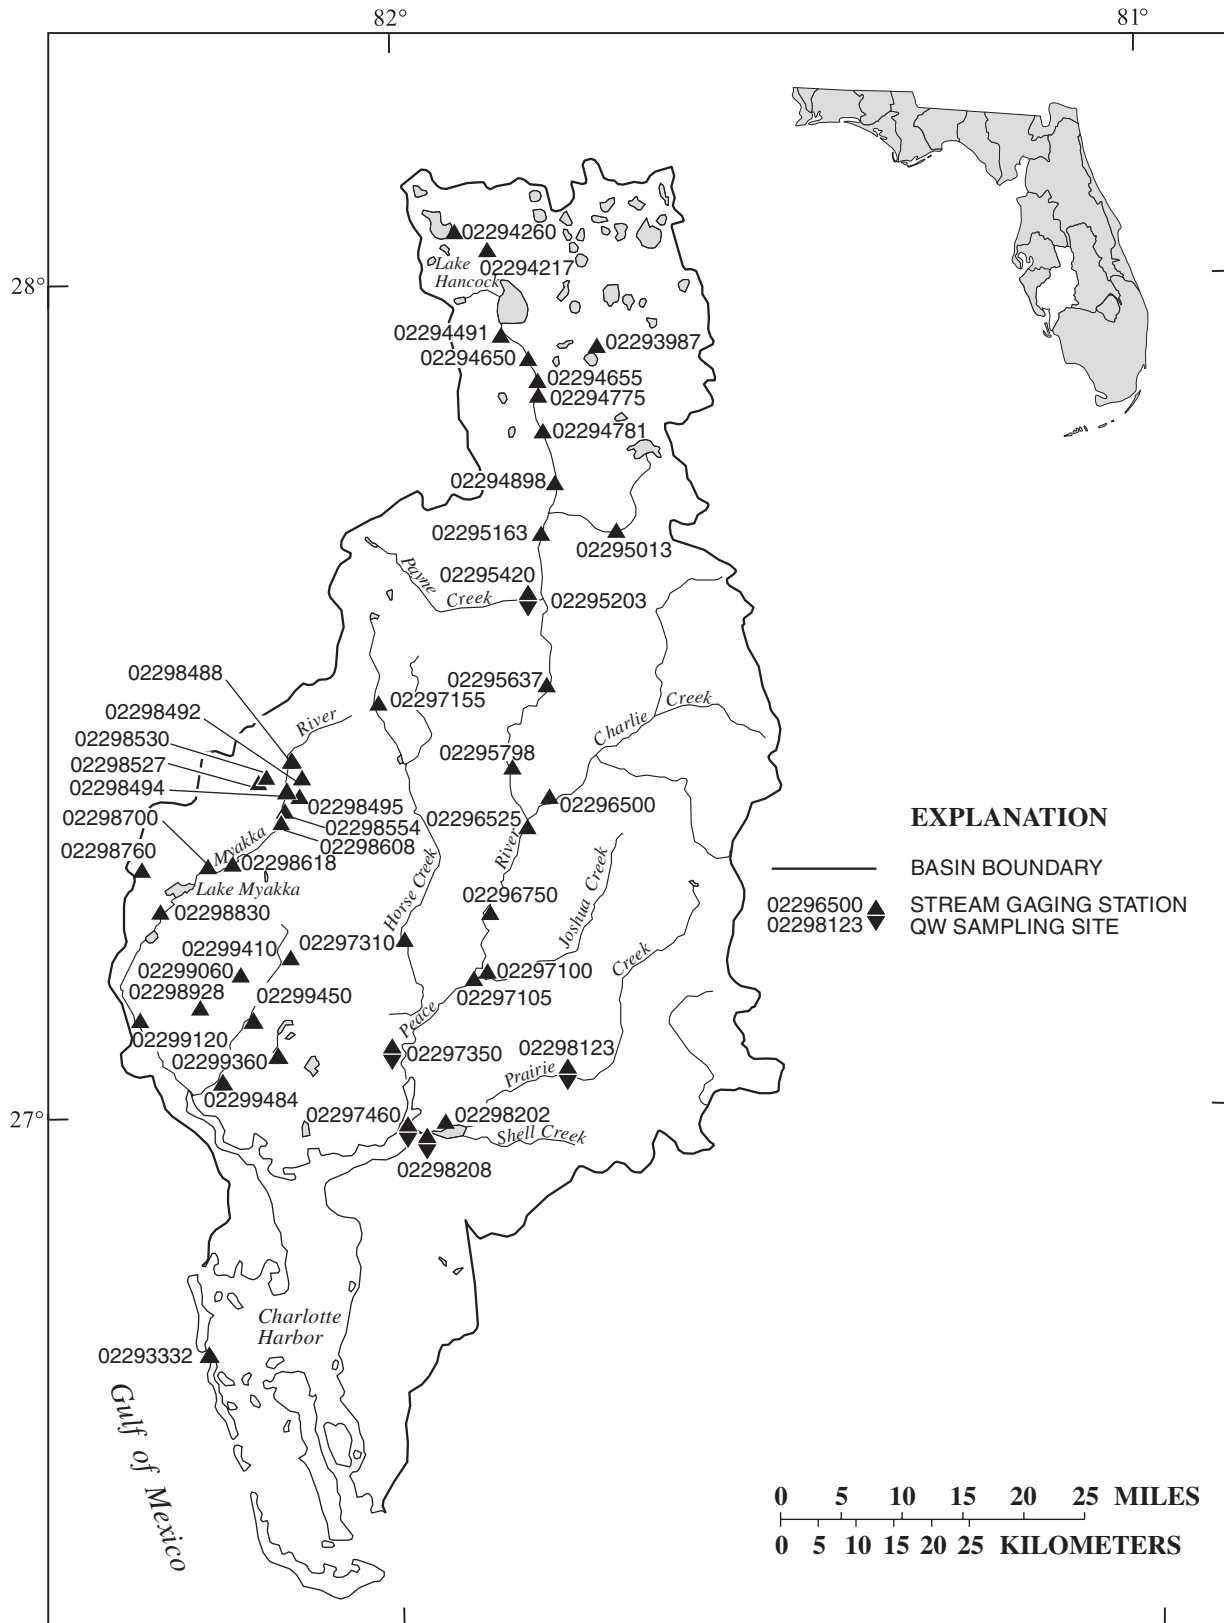 82°
81°
02294260
Lake
Hancock
02294217
28°
02294491
02293987
02294650
02294655
02294775
02294781
02294898
02295163
02295013
Payne
Creek
02295420
02295203
02298488
02295637
02297155
Charlie Creek
02298492
River
02298530
02295798
02298527
02298494
02298495
02296500
02298700
02298554
02296525
EXPLANATION
02298608
River
02298760
Myakka
02298618
BASIN BOUNDARY
Lake Myakka
Horse Creek
Joshua Creek
02298830
02296750
02296500
02298123
STREAM GAGING STATION
QW SAMPLING SITE
02299410
02297310
02299060
02297100
Creek
02298928
02299450
02297105
Peace
02299120
02299360
02297350
02298123
Prairie
02299484
27°
02297460
02298202
Shell Creek
02298208
Charlotte
Harbor
02293332
Gulf of Mexico
0 5 10 15 20 25 MILES
0 5 10 15 20 25 KILOMETERS